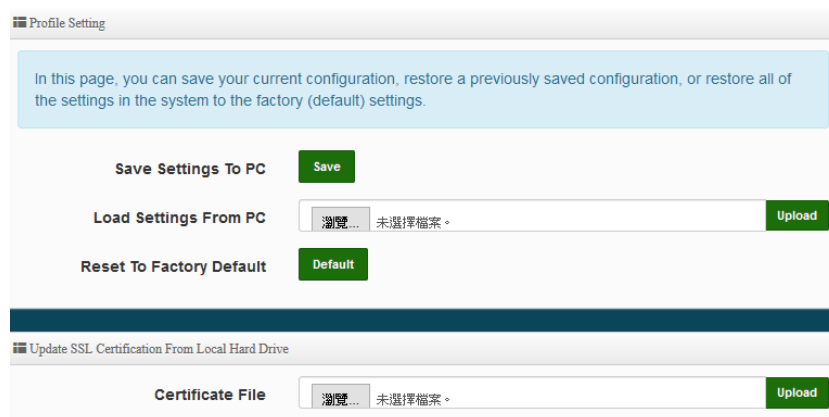 Profile Setting
In this page, you can save your current configuration, restore a previously saved configuration, or restore all of
the settings in the system to the factory (default) settings.
Save Settings To PC Save
Load Settings From PC 瀏覽... 未選擇檔案。 Upload
Reset To Factory Default Default
Update SSL Certification From Local Hard Drive
Certificate File 瀏覽... 未選擇檔案。 Upload